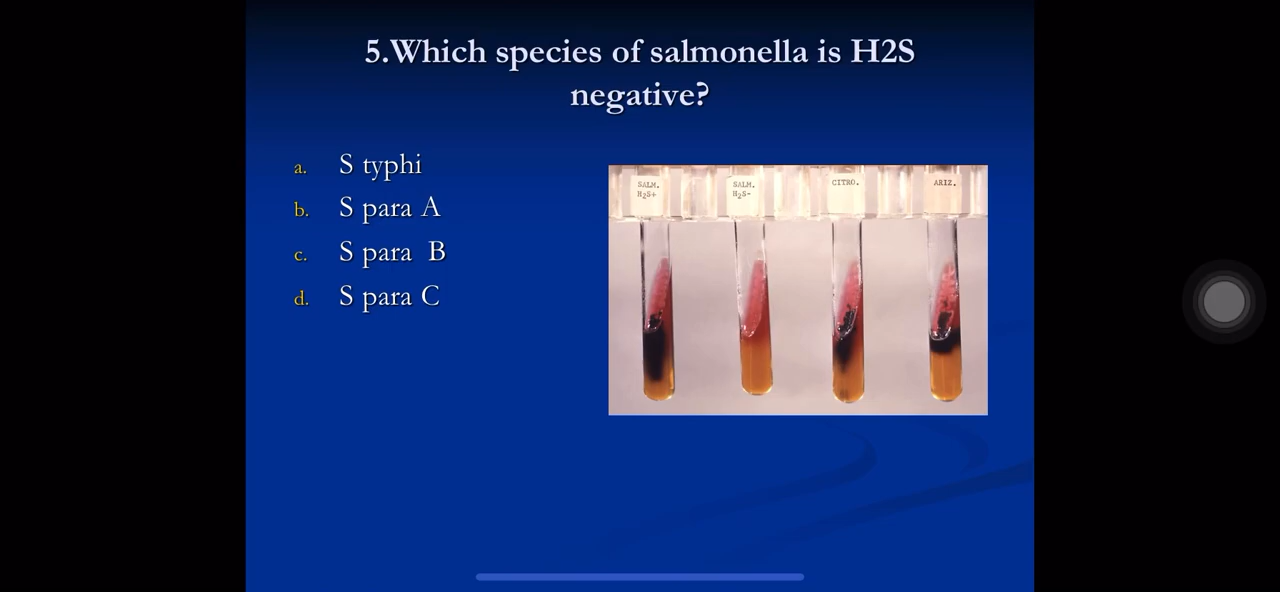 5.Which species of salmonella is H2S
negative?
a. S typhi
b. S para A
c. S para  B
d. S para C
SALM.
H₂S+
SALM.
H₂S-
CITRO.
ARIZ.